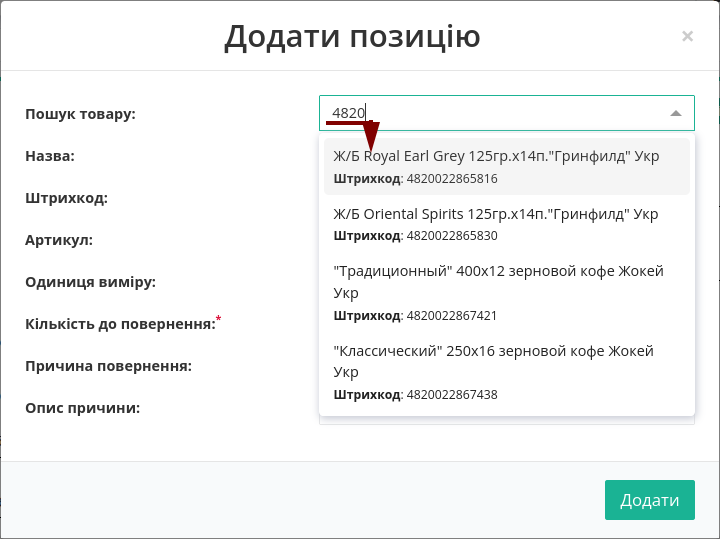 Додати позицію
×
Пошук товару:
4820
Назва:
Штрихкод:
Артикул:
Одиниця виміру:
Кількість до повернення:*
Причина повернення:
Опис причини:
Ж/Б Royal Earl Grey 125гр.х14п."Гринфилд" Укр
Штрихкод: 4820022865816
Ж/Б Oriental Spirits 125гр.х14п."Гринфилд" Укр
Штрихкод: 4820022865830
"Традиционный" 400х12 зерновой кофе Жокей
Укр
Штрихкод: 4820022867421
"Классический" 250х16 зерновой кофе Жокей
Укр
Штрихкод: 4820022867438
Додати